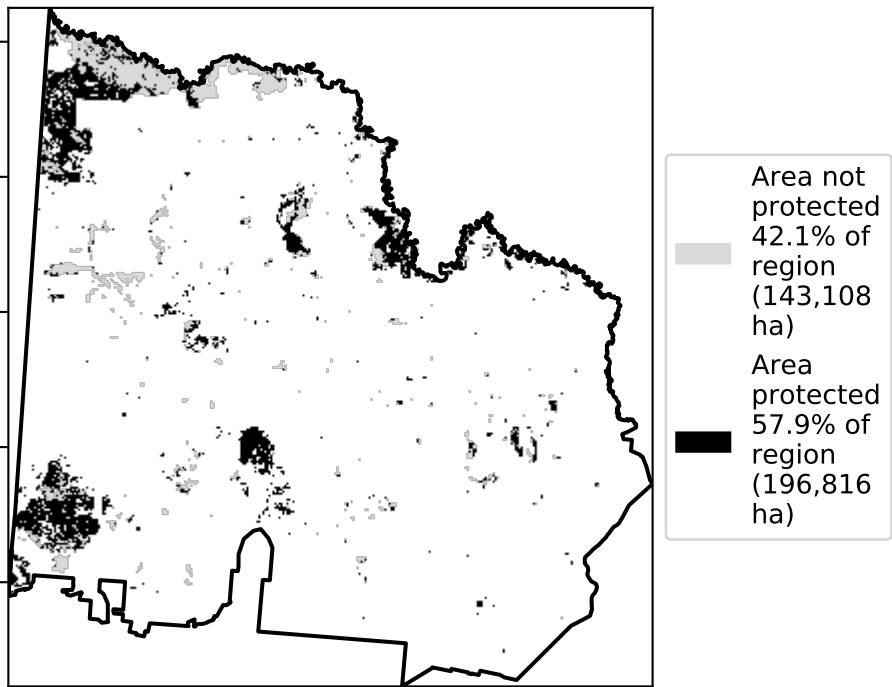 Area not
protected
42.1% of
region
(143,108
ha)
Area
protected
57.9% of
region
(196,816
ha)